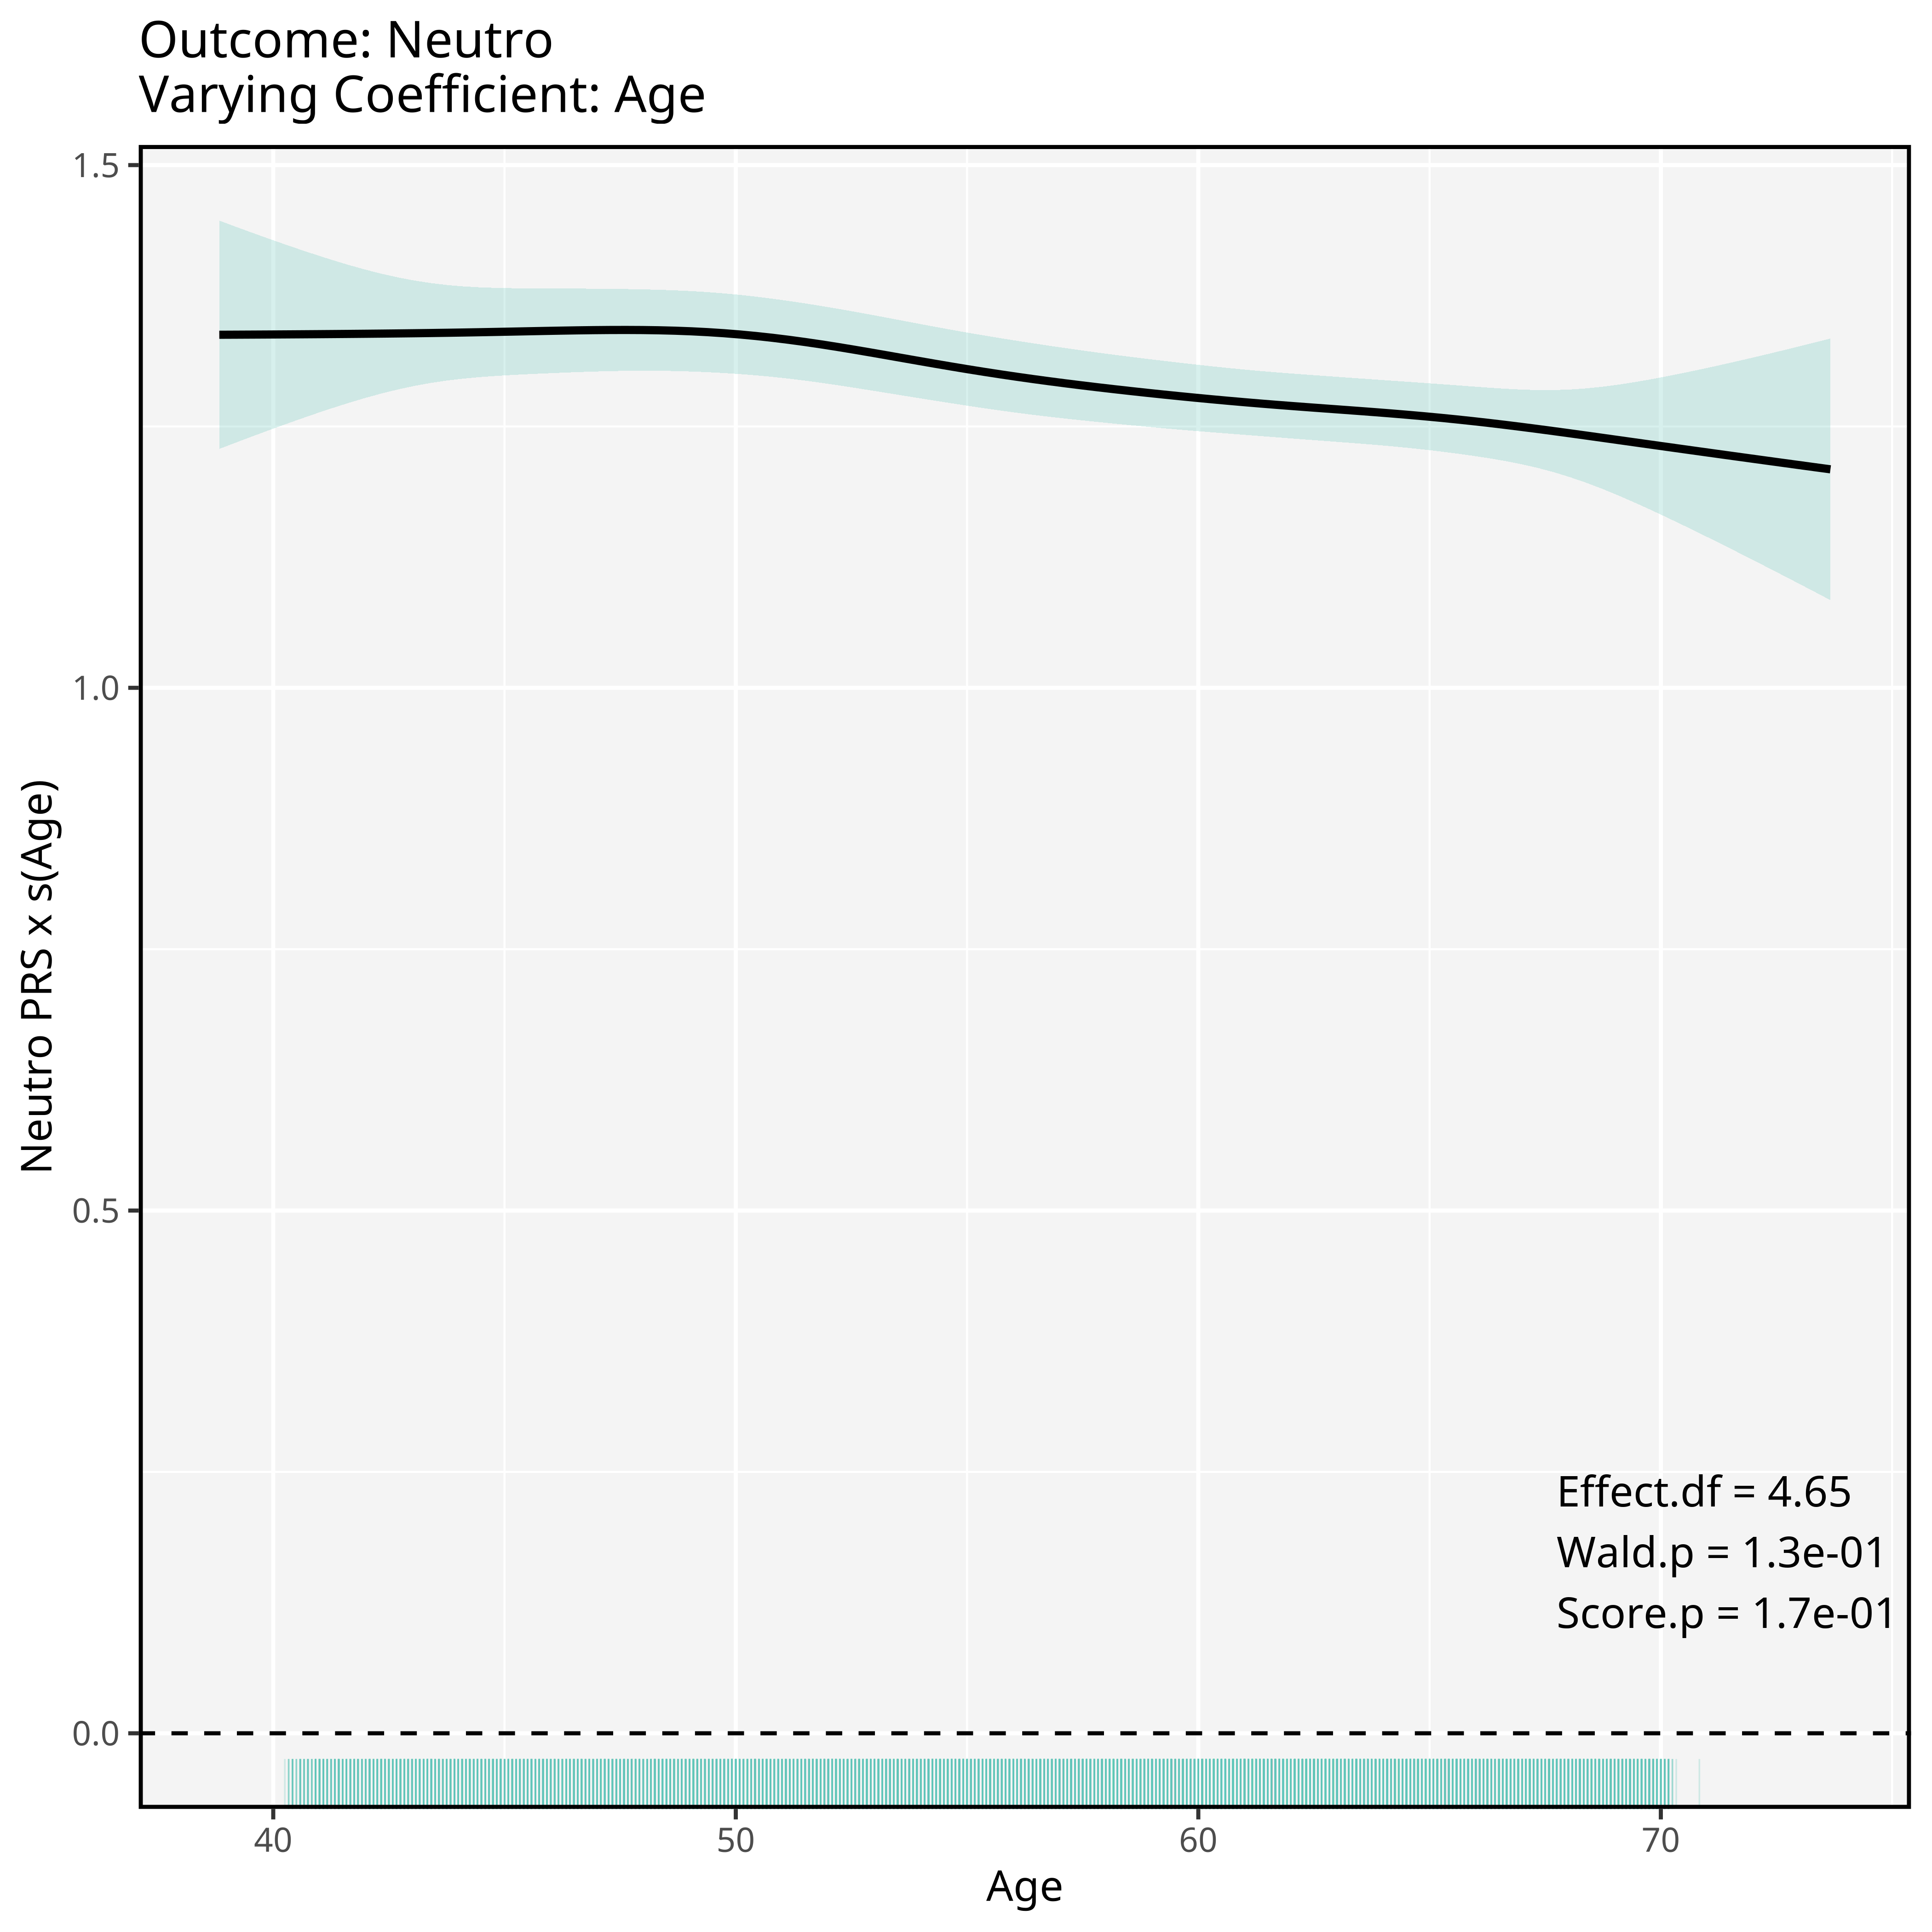 Outcome: Neutro
Varying Coefficient: Age
1.5
1.0
0.5
0.0
Neutro PRS x s(Age)
Effect.df = 4.65
Wald.p = 1.3e-01
Score.p = 1.7e-01
40
50
60
70
Age